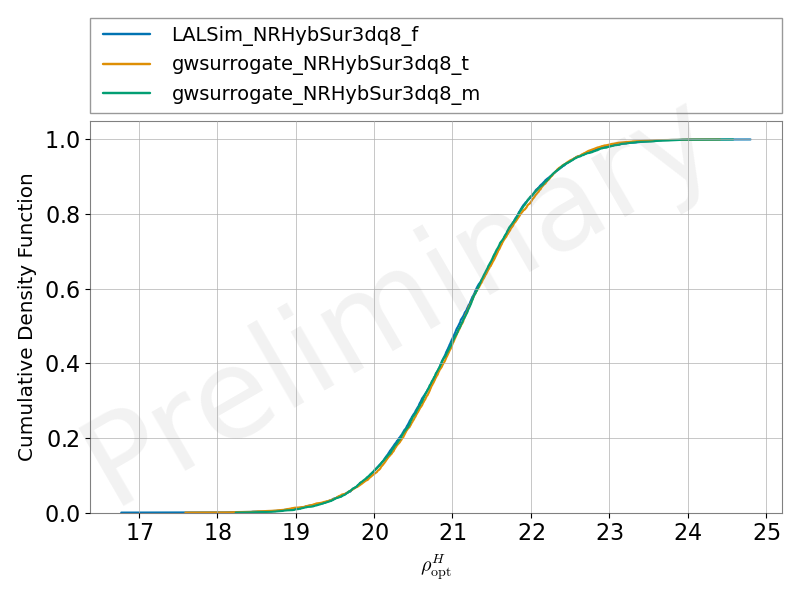 LALSim_NRHybSur3dq8_f
gwsurrogate_NRHybSur3dq8_t
gwsurrogate_NRHybSur3dq8_m
Preliminary
Cumulative Density Function
1.0
0.8
0.6
0.4
0.2
0.0
17 18 19 20 21 22 23 24 25
ρ^H_opt